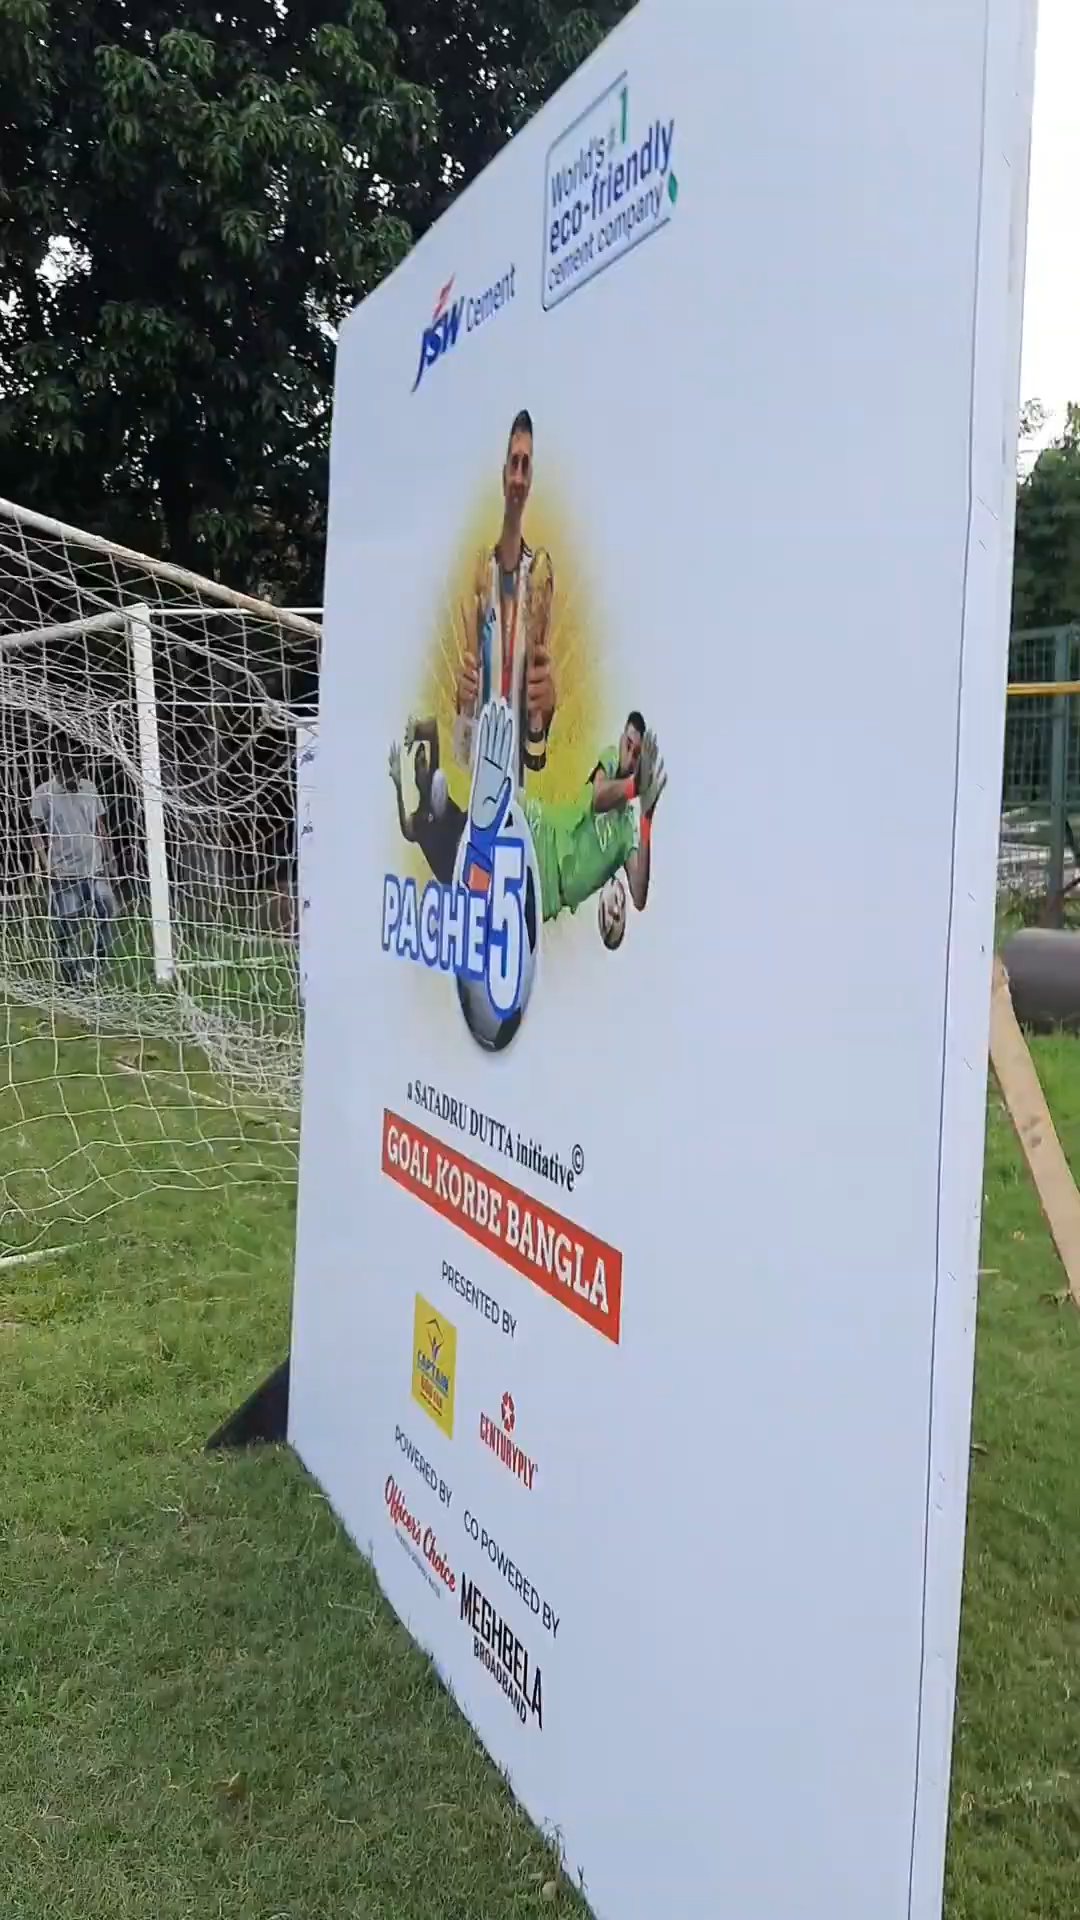 World's #1
eco-friendly
cement company
JSW Cement
PACHE 5
a SATADRU DUTTA initiative©
GOAL KORBE BANGLA
PRESENTED BY
CAPTAIN
CENTURYPLY
POWERED BY
Officer's Choice
CO POWERED BY
MEGHBELA
BROADBAND